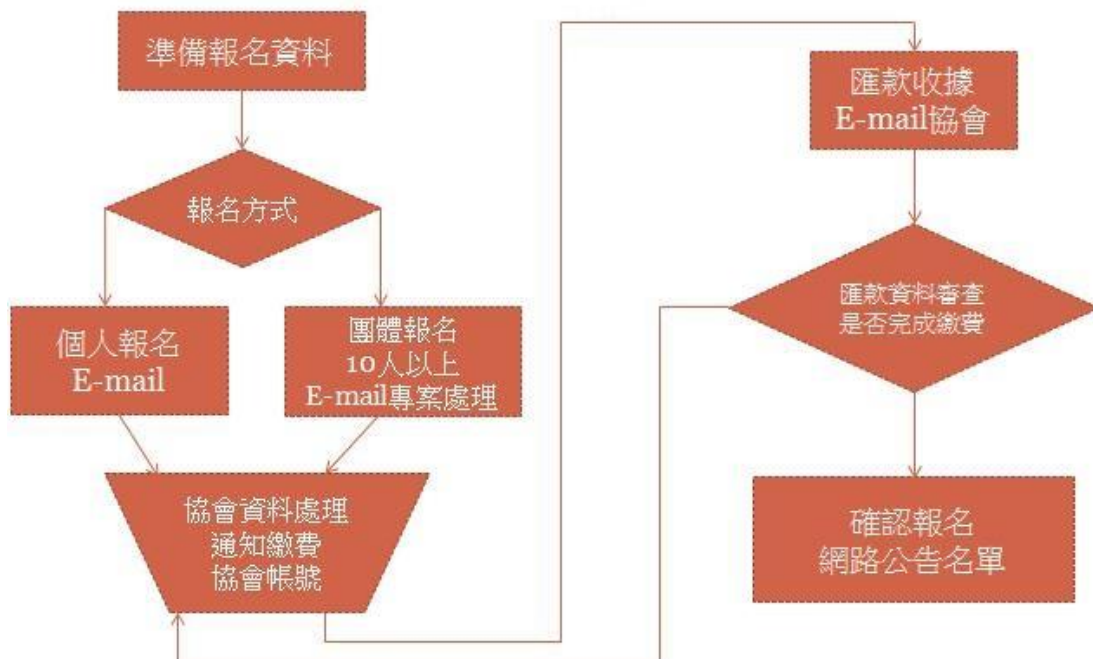 準備報名資料
報名方式
個人報名
E-mail
團體報名
10人以上
E-mail專案處理
協會資料處理
通知繳費
協會帳號
匯款收據
E-mail協會
匯款資料審查
是否完成繳費
確認報名
網路公告名單